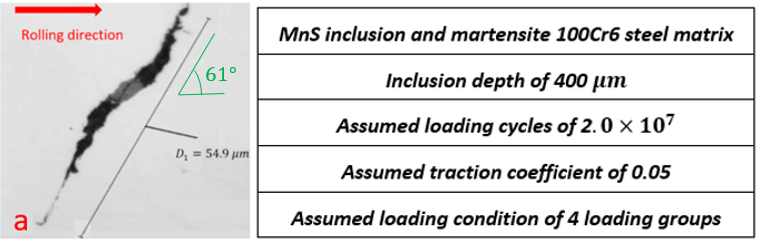 Rolling direction
61°
D₁ = 54.9 μm
a
MnS inclusion and martensite 100Cr6 steel matrix
Inclusion depth of 400 μm
Assumed loading cycles of 2.0 × 10⁷
Assumed traction coefficient of 0.05
Assumed loading condition of 4 loading groups